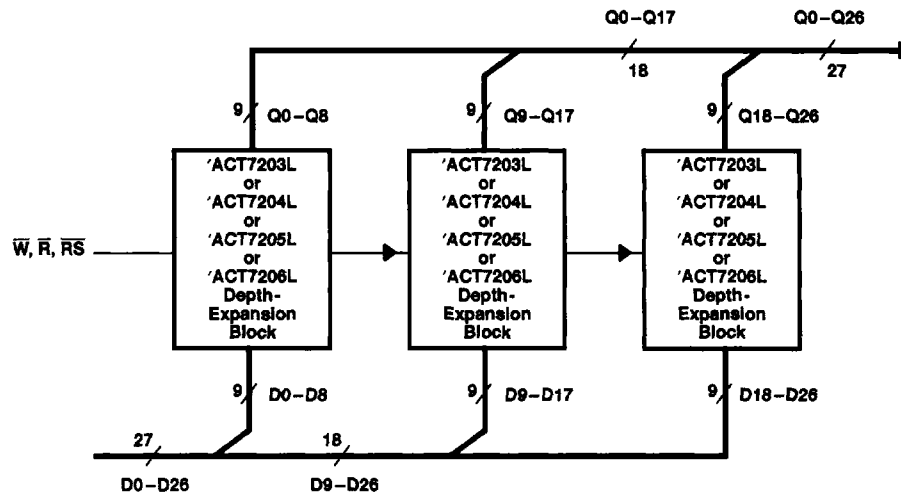 Q0–Q17
Q0–Q26
18
27
9
Q0–Q8
9
Q9–Q17
9
Q18–Q26
'ACT7203L
or
'ACT7204L
or
'ACT7205L
or
'ACT7206L
Depth-
Expansion
Block
'ACT7203L
or
'ACT7204L
or
'ACT7205L
or
'ACT7206L
Depth-
Expansion
Block
'ACT7203L
or
'ACT7204L
or
'ACT7205L
or
'ACT7206L
Depth-
Expansion
Block
W̅, R̅, R̅S̅
9
D0–D8
9
D9–D17
9
D18–D26
27
18
D0–D26
D9–D26